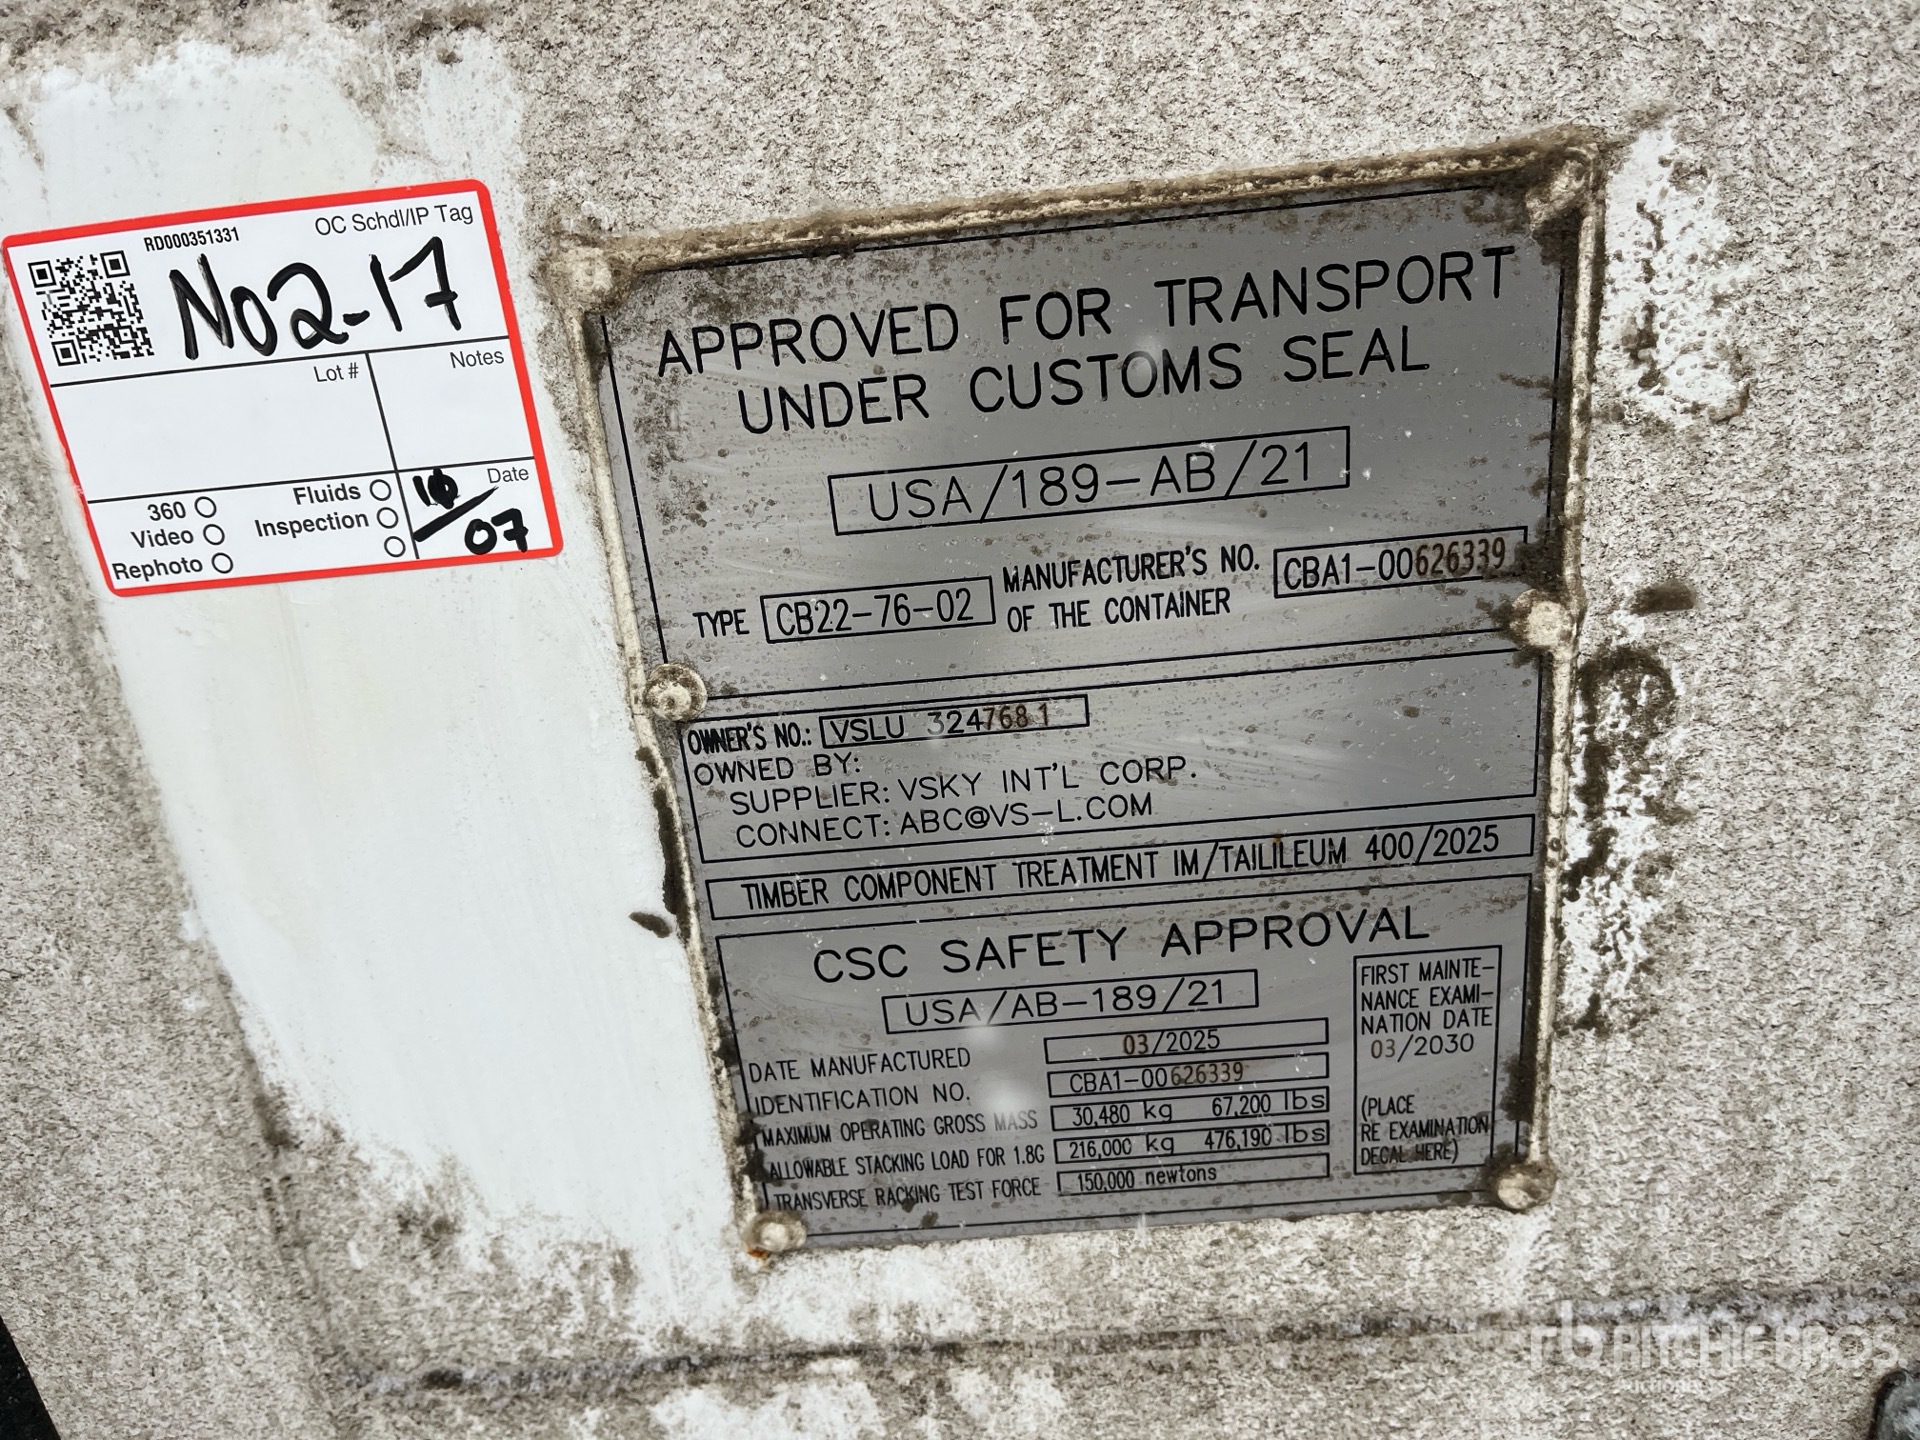 RD000351331
OC Schdl/IP Tag
No2-17
Lot #
Notes
360
Video
Rephoto
Fluids
Inspection
Date
10/07
APPROVED FOR TRANSPORT
UNDER CUSTOMS SEAL
USA/189-AB/21
TYPE CB22-76-02
MANUFACTURER'S NO.
OF THE CONTAINER
CBA1-00626339
OWNER'S NO.: VSLU 3247681
OWNED BY:
SUPPLIER: VSKY INT'L CORP.
CONNECT: ABC@VS-L.COM
TIMBER COMPONENT TREATMENT IM/TAILILEUM 400/2025
CSC SAFETY APPROVAL
USA/AB-189/21
DATE MANUFACTURED 03/2025
IDENTIFICATION NO. CBA1-00626339
MAXIMUM OPERATING GROSS MASS 30,480 kg 67,200 lbs
ALLOWABLE STACKING LOAD FOR 1.8G 216,000 kg 476,190 lbs
TRANSVERSE RACKING TEST FORCE 150,000 newtons
FIRST MAINTE-
NANCE EXAMI-
NATION DATE
03/2030
(PLACE
RE EXAMINATION
DECAL HERE)
rb RITCHIE BROS.
Auctioneers